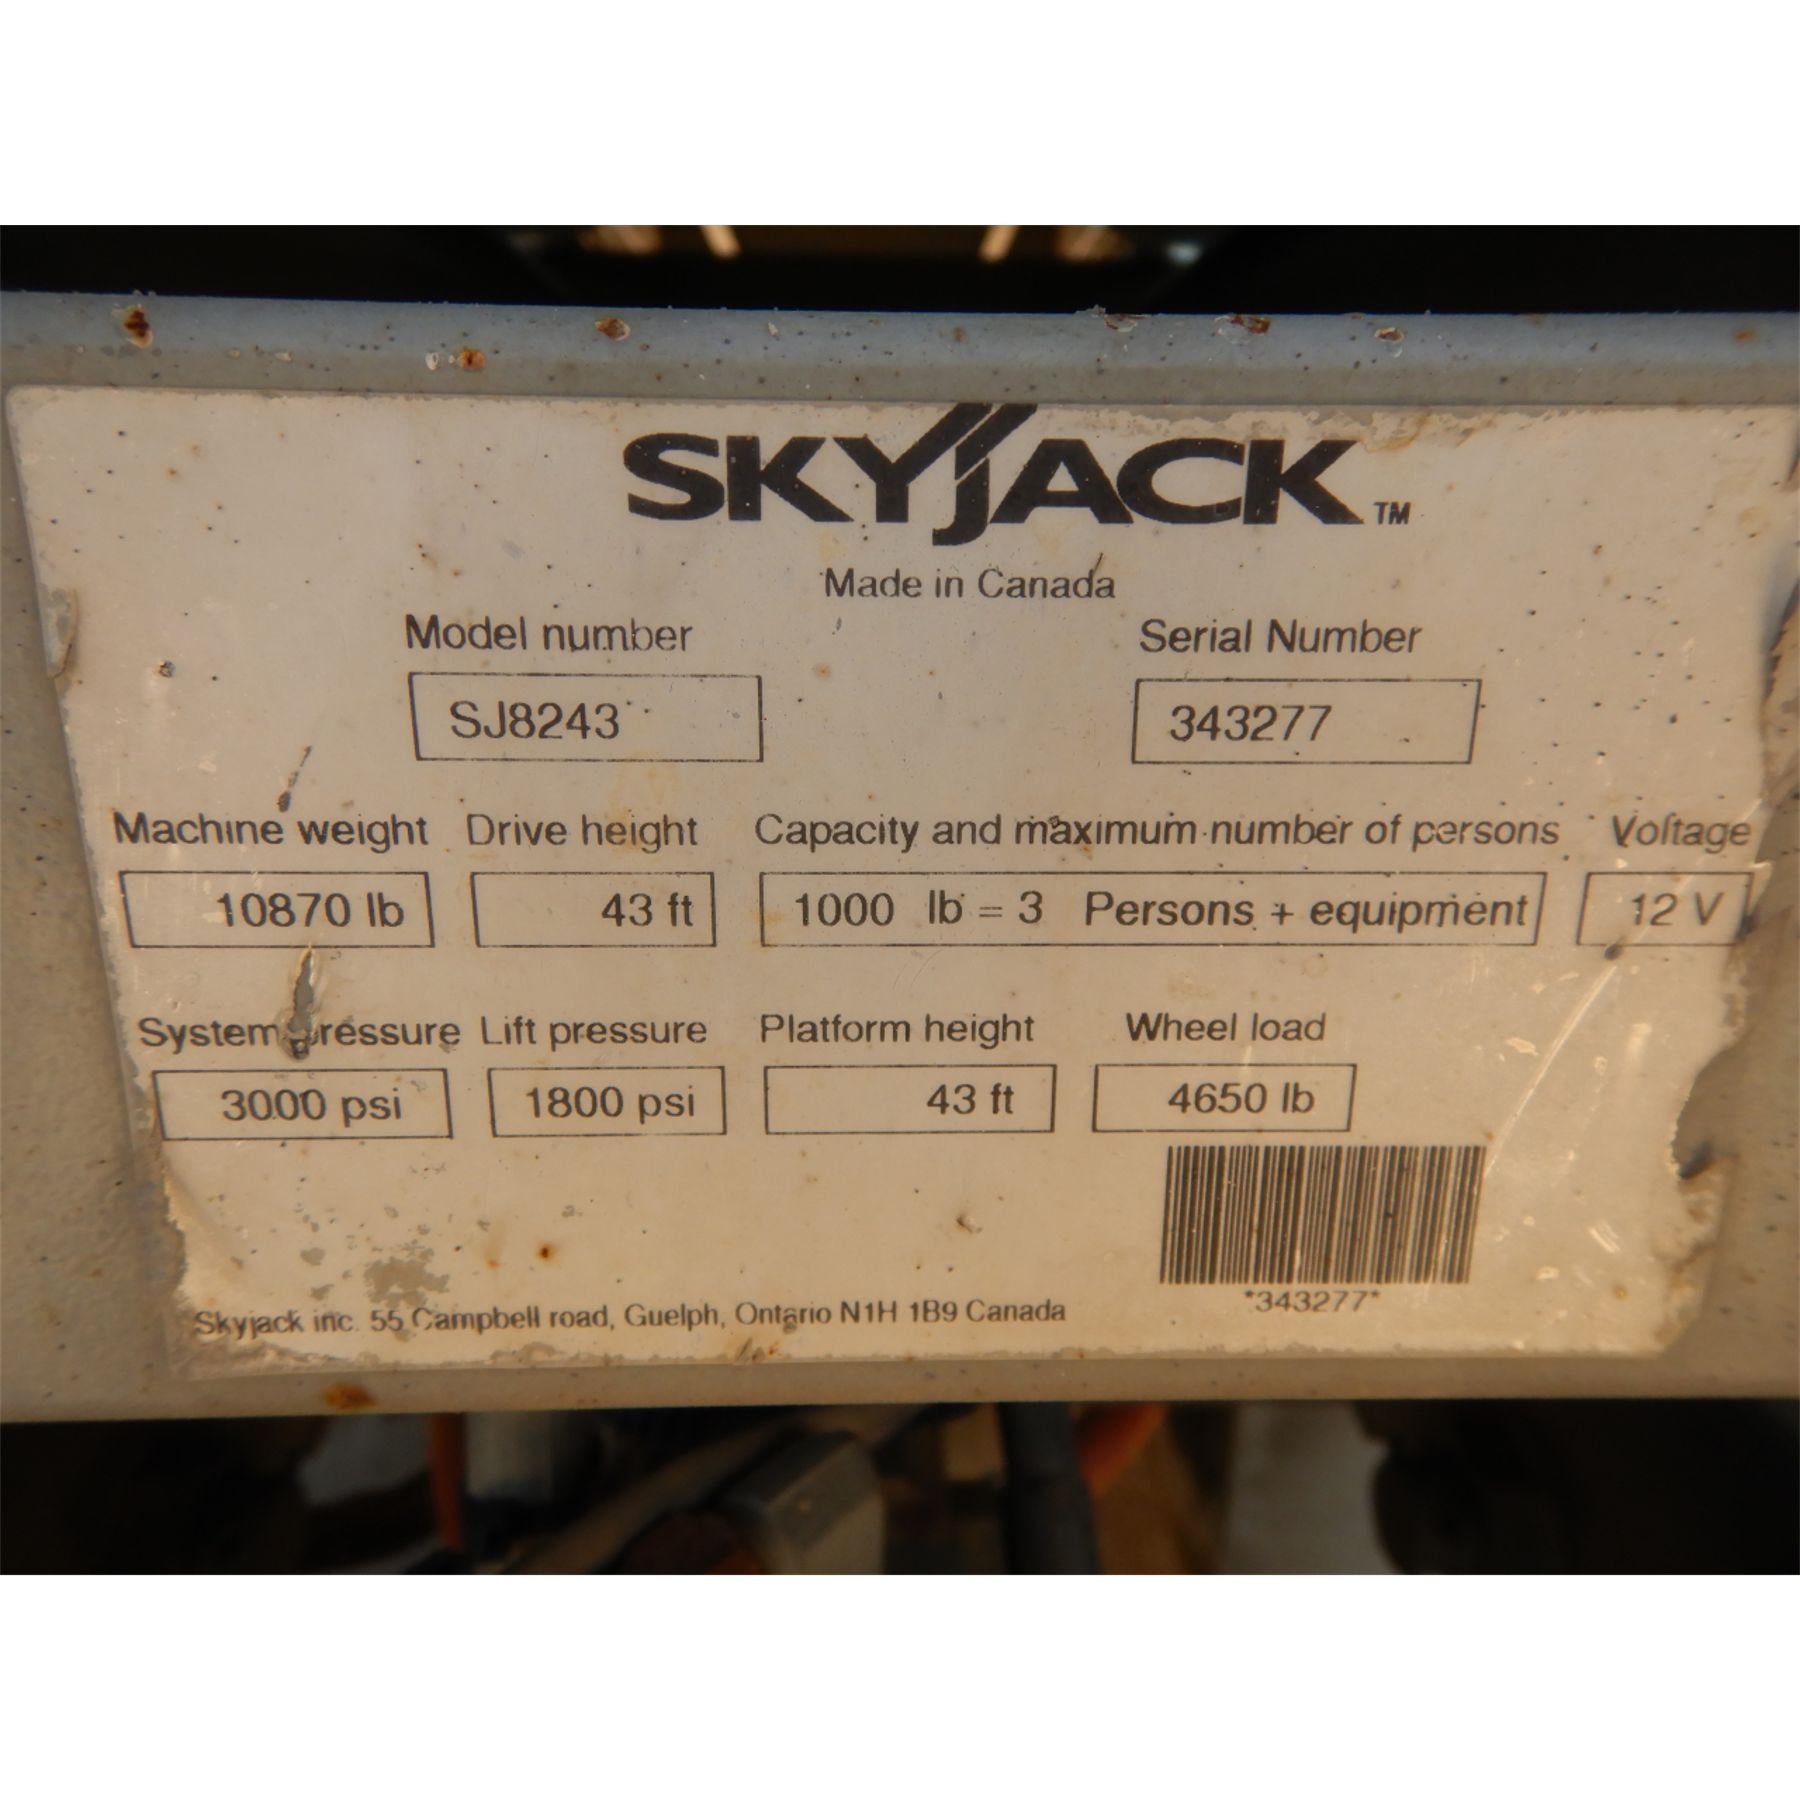 SKYJACK TM
Made in Canada
Model number Serial Number
SJ8243 343277
Machine weight Drive height Capacity and maximum number of persons Voltage
10870 lb 43 ft 1000 lb = 3 Persons + equipment 12 V
System pressure Lift pressure Platform height Wheel load
3000 psi 1800 psi 43 ft 4650 lb
*343277*
Skyjack inc. 55 Campbell road, Guelph, Ontario N1H 1B9 Canada